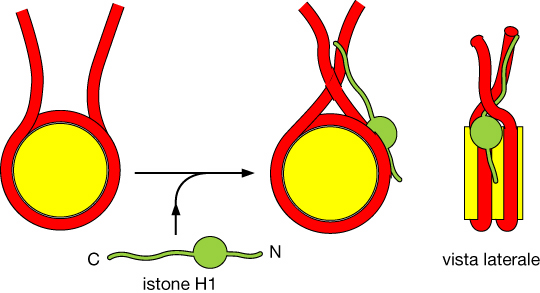 C
N
istone H1
vista laterale